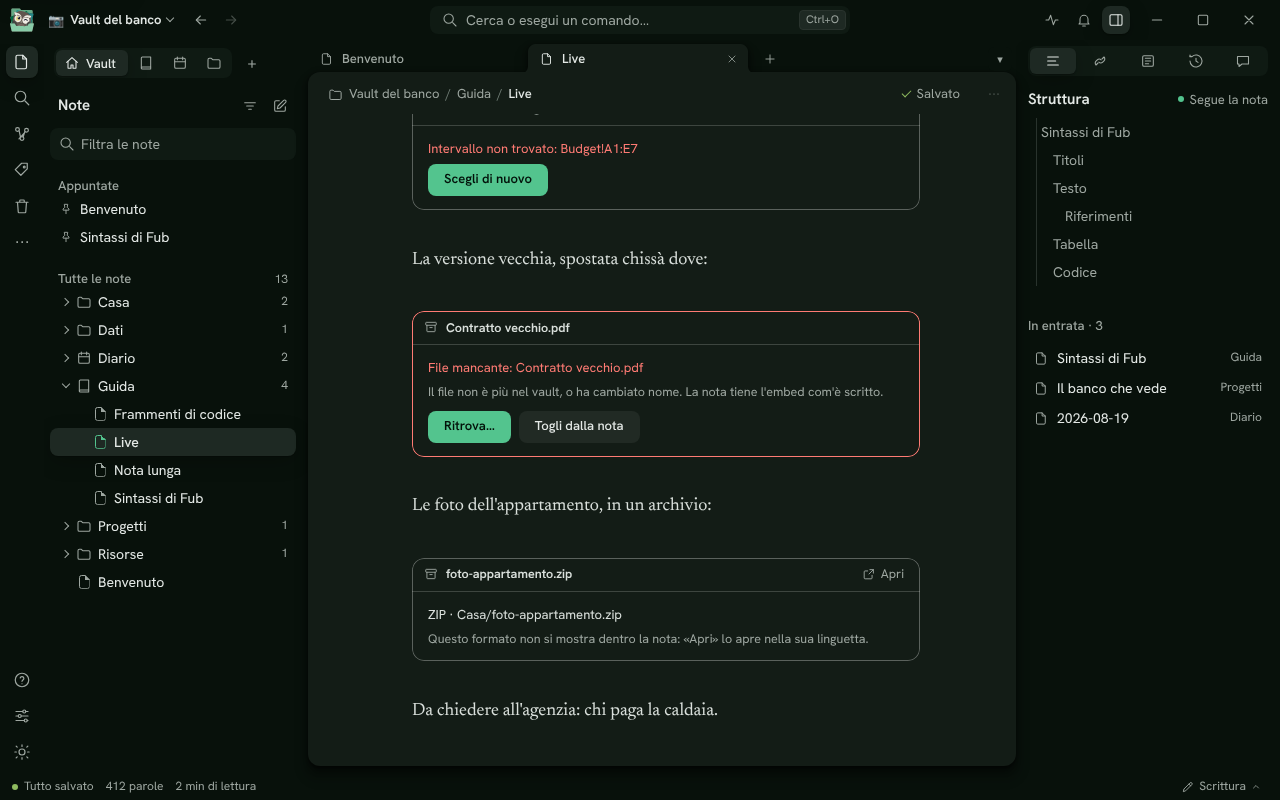 Vault del banco
Cerca o esegui un comando...
Ctrl+O
Vault
Benvenuto
Live
Note
Filtra le note
Appuntate
Benvenuto
Sintassi di Fub
Tutte le note 13
Casa 2
Dati 1
Diario 2
Guida 4
Frammenti di codice
Live
Nota lunga
Sintassi di Fub
Progetti 1
Risorse 1
Benvenuto
Vault del banco / Guida / Live
Salvato
Intervallo non trovato: Budget!A1:E7
Scegli di nuovo
La versione vecchia, spostata chissà dove:
Contratto vecchio.pdf
File mancante: Contratto vecchio.pdf
Il file non è più nel vault, o ha cambiato nome. La nota tiene l'embed com'è scritto.
Ritrova...
Togli dalla nota
Le foto dell'appartamento, in un archivio:
foto-appartamento.zip
Apri
ZIP · Casa/foto-appartamento.zip
Questo formato non si mostra dentro la nota: «Apri» lo apre nella sua linguetta.
Da chiedere all'agenzia: chi paga la caldaia.
Struttura
Segue la nota
Sintassi di Fub
Titoli
Testo
Riferimenti
Tabella
Codice
In entrata · 3
Sintassi di Fub Guida
Il banco che vede Progetti
2026-08-19 Diario
Tutto salvato 412 parole 2 min di lettura
Scrittura